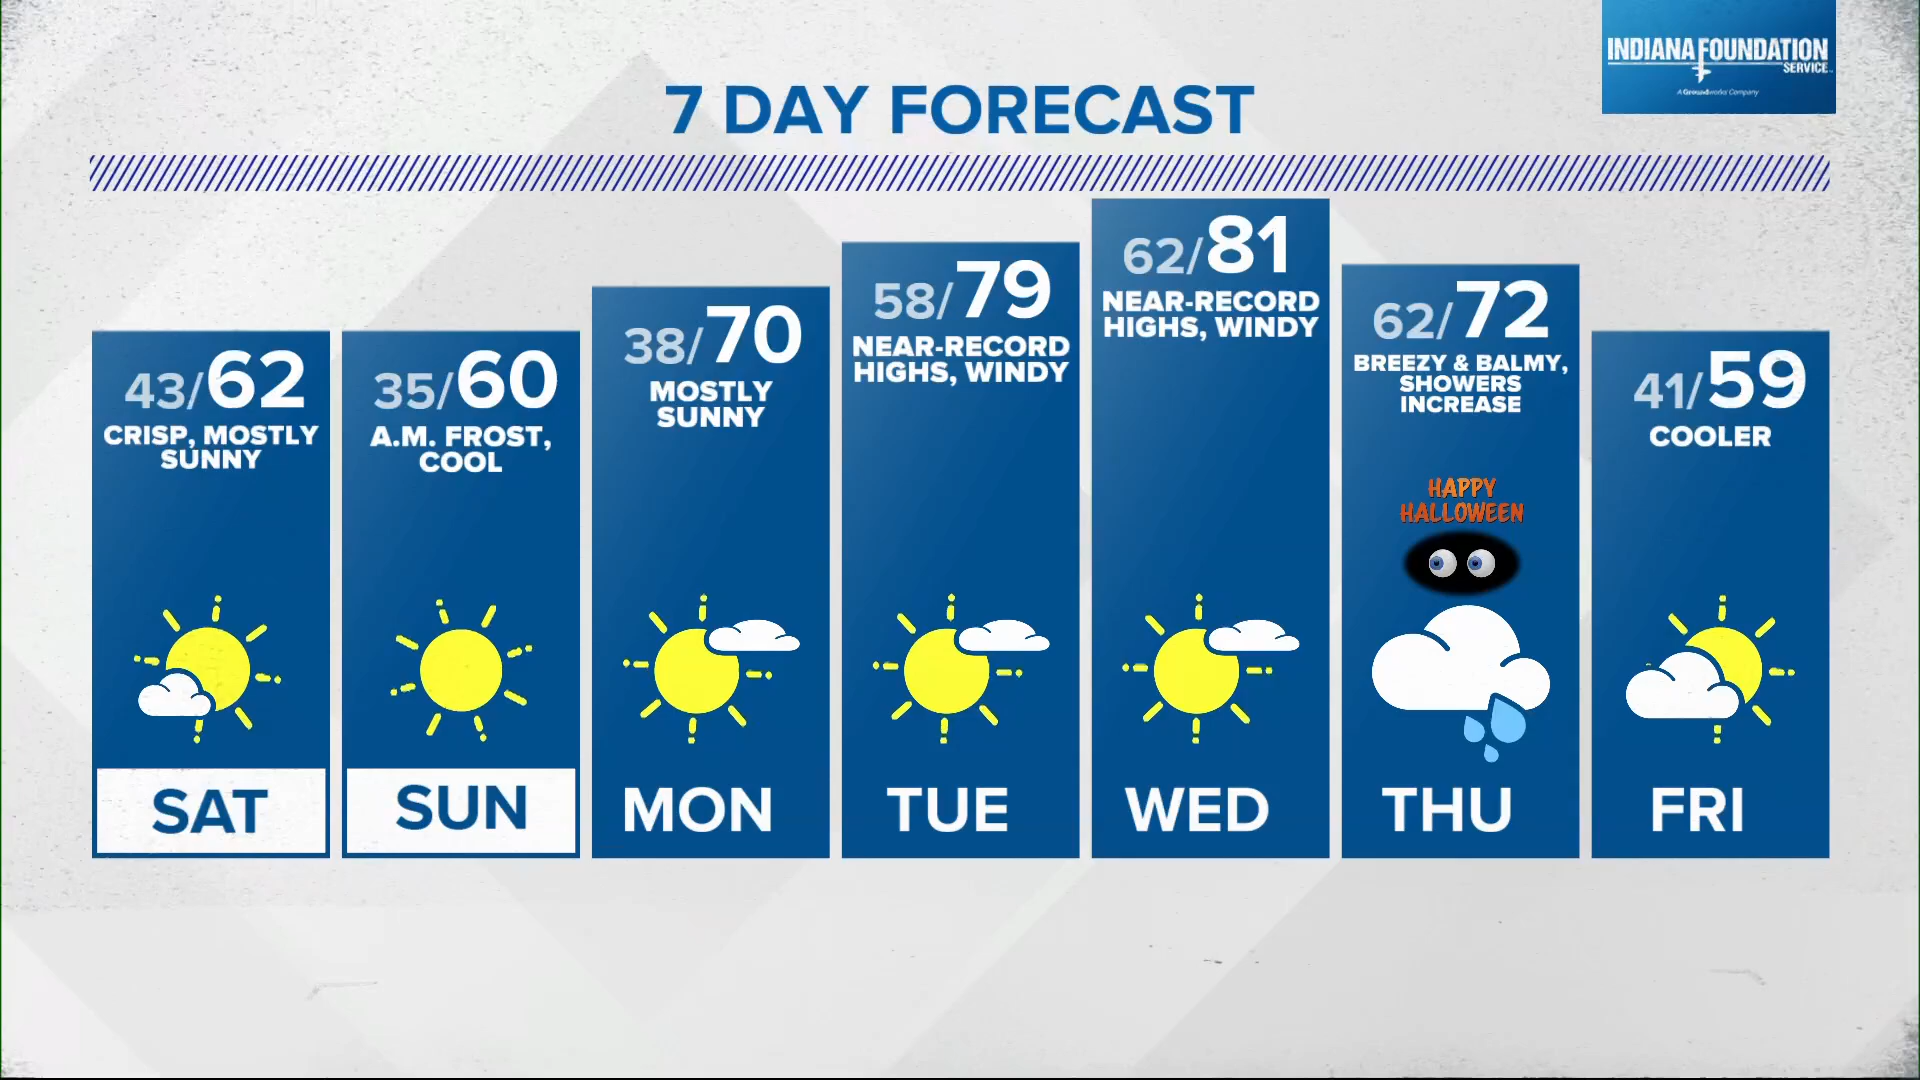 INDIANA FOUNDATION
SERVICE
A Groundworks Company
7 DAY FORECAST
43/62
CRISP, MOSTLY
SUNNY
SAT
35/60
A.M. FROST,
COOL
SUN
38/70
MOSTLY
SUNNY
MON
58/79
NEAR-RECORD
HIGHS, WINDY
TUE
62/81
NEAR-RECORD
HIGHS, WINDY
WED
62/72
BREEZY & BALMY,
SHOWERS
INCREASE
HAPPY
HALLOWEEN
THU
41/59
COOLER
FRI